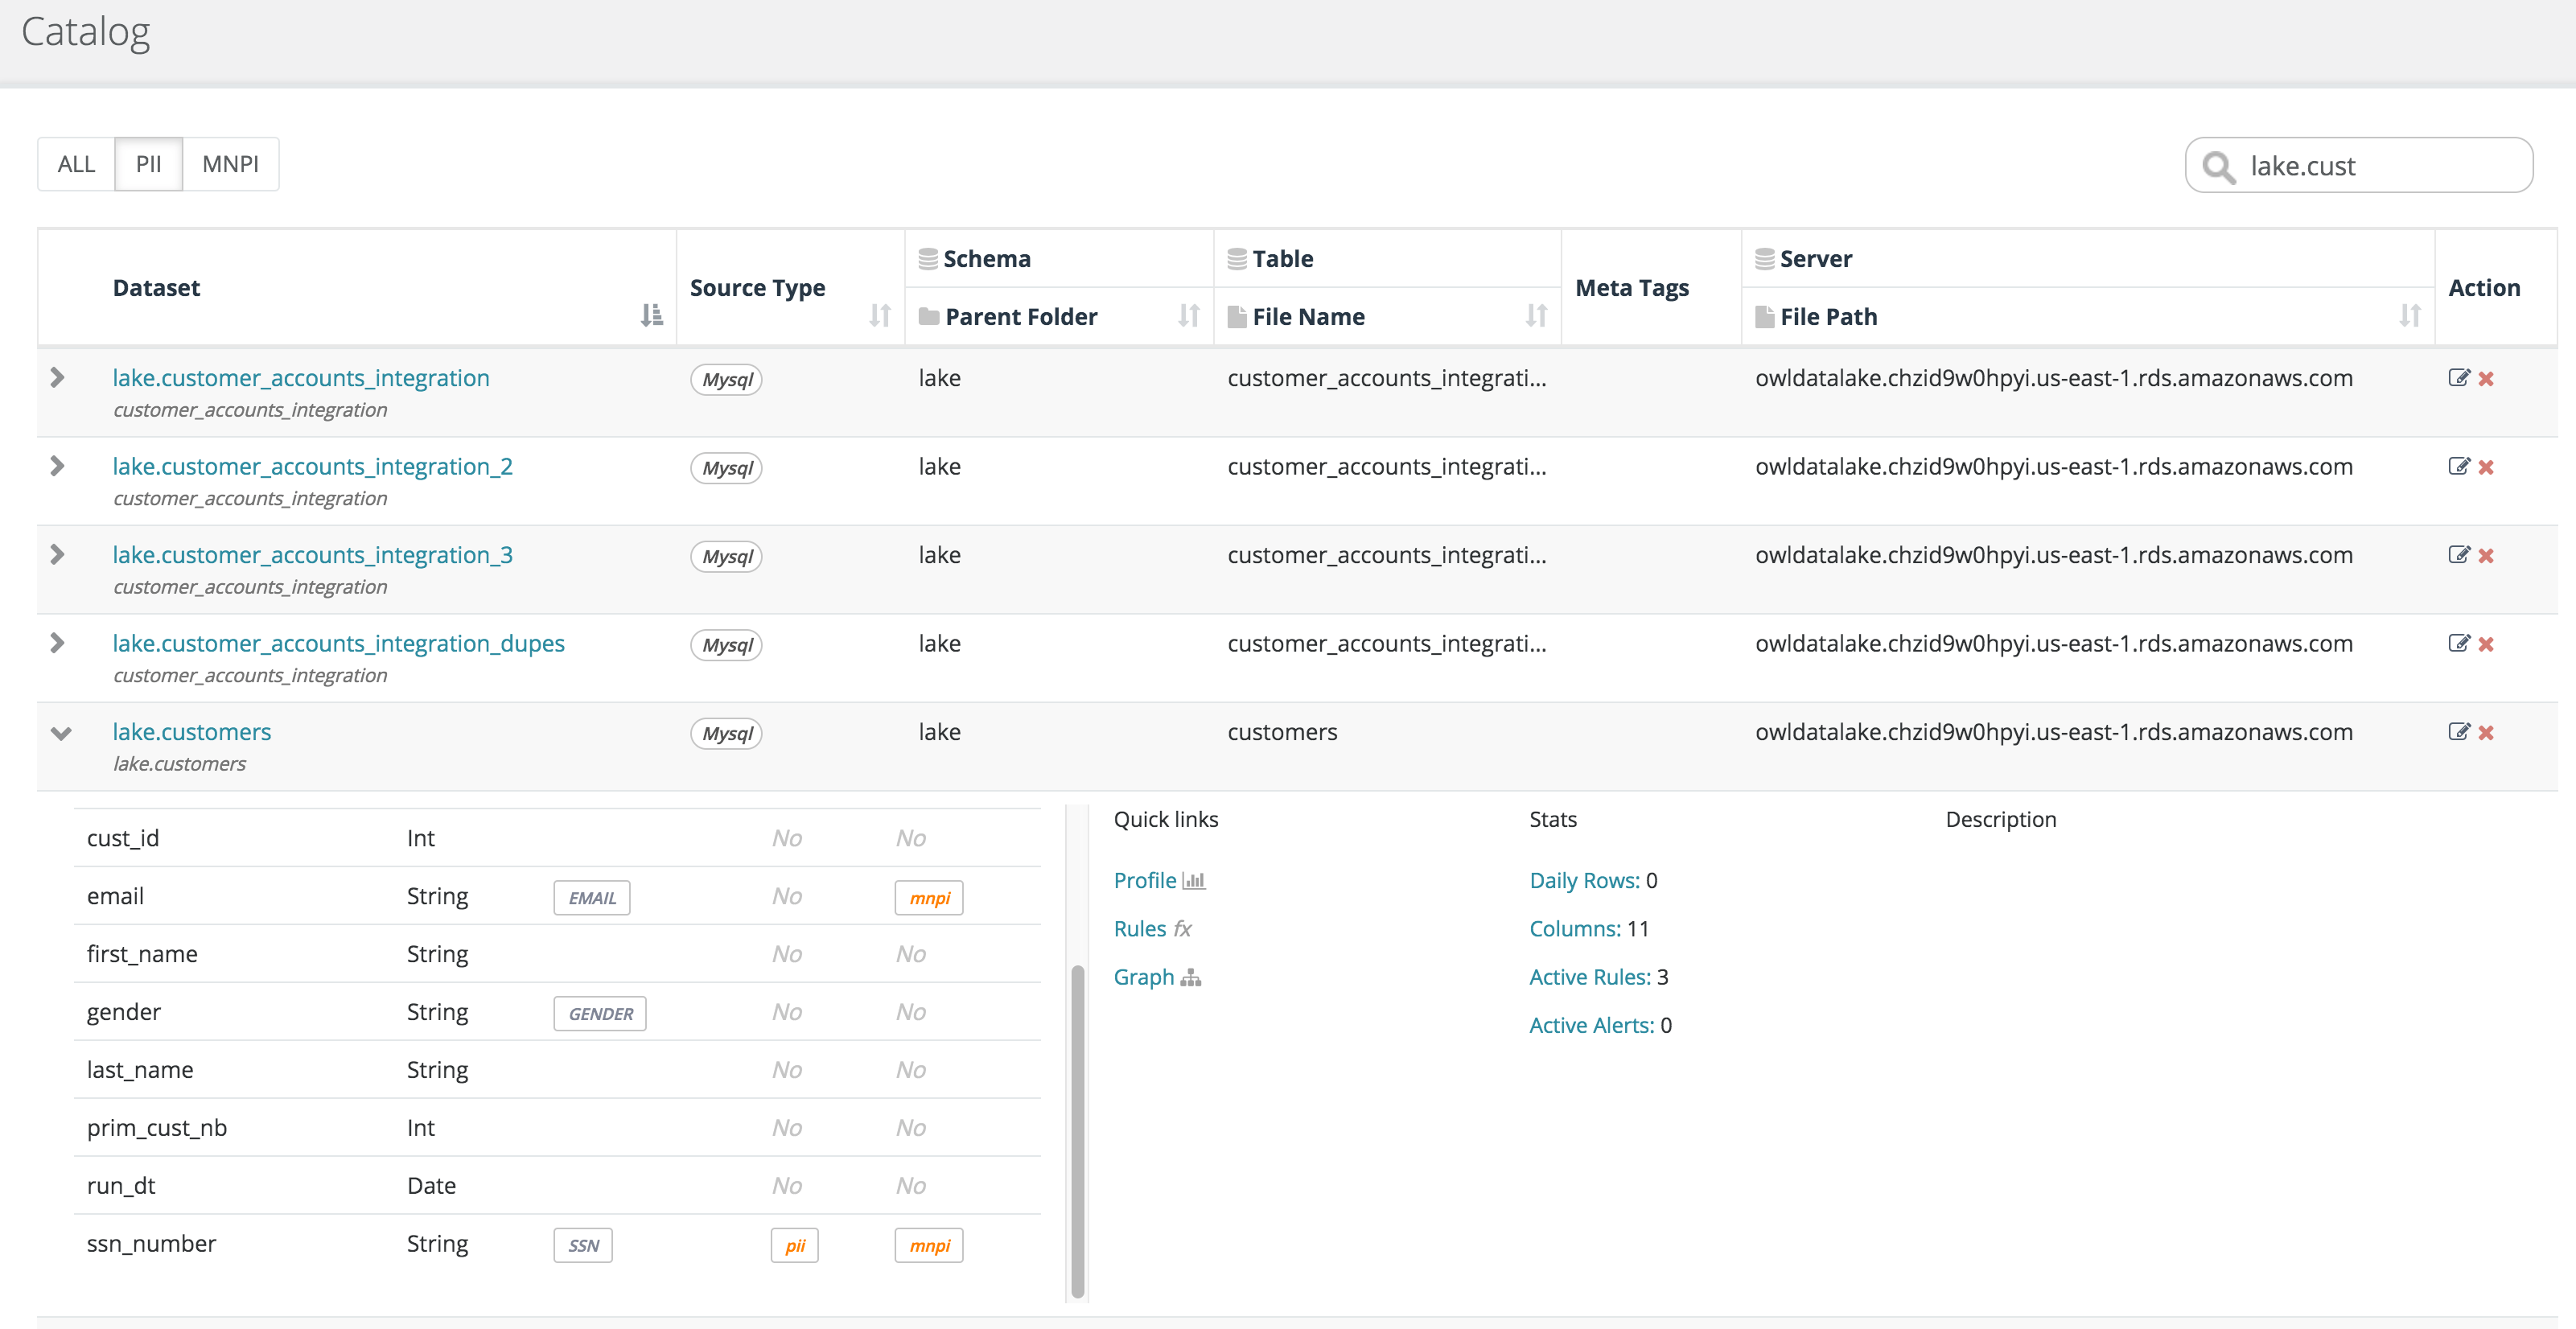 Catalog
ALL PII MNPI
lake.cust
Dataset Source Type Schema Table Meta Tags Server Action
Parent Folder File Name File Path
lake.customer_accounts_integration Mysql lake customer_accounts_integrati... owldatalake.chzid9w0hpyi.us-east-1.rds.amazonaws.com
customer_accounts_integration
lake.customer_accounts_integration_2 Mysql lake customer_accounts_integrati... owldatalake.chzid9w0hpyi.us-east-1.rds.amazonaws.com
customer_accounts_integration
lake.customer_accounts_integration_3 Mysql lake customer_accounts_integrati... owldatalake.chzid9w0hpyi.us-east-1.rds.amazonaws.com
customer_accounts_integration
lake.customer_accounts_integration_dupes Mysql lake customer_accounts_integrati... owldatalake.chzid9w0hpyi.us-east-1.rds.amazonaws.com
customer_accounts_integration
lake.customers Mysql lake customers owldatalake.chzid9w0hpyi.us-east-1.rds.amazonaws.com
lake.customers
cust_id Int No No
email String EMAIL No mnpi
first_name String No No
gender String GENDER No No
last_name String No No
prim_cust_nb Int No No
run_dt Date No No
ssn_number String SSN pii mnpi
Quick links
Profile
Rules fx
Graph
Stats
Daily Rows: 0
Columns: 11
Active Rules: 3
Active Alerts: 0
Description